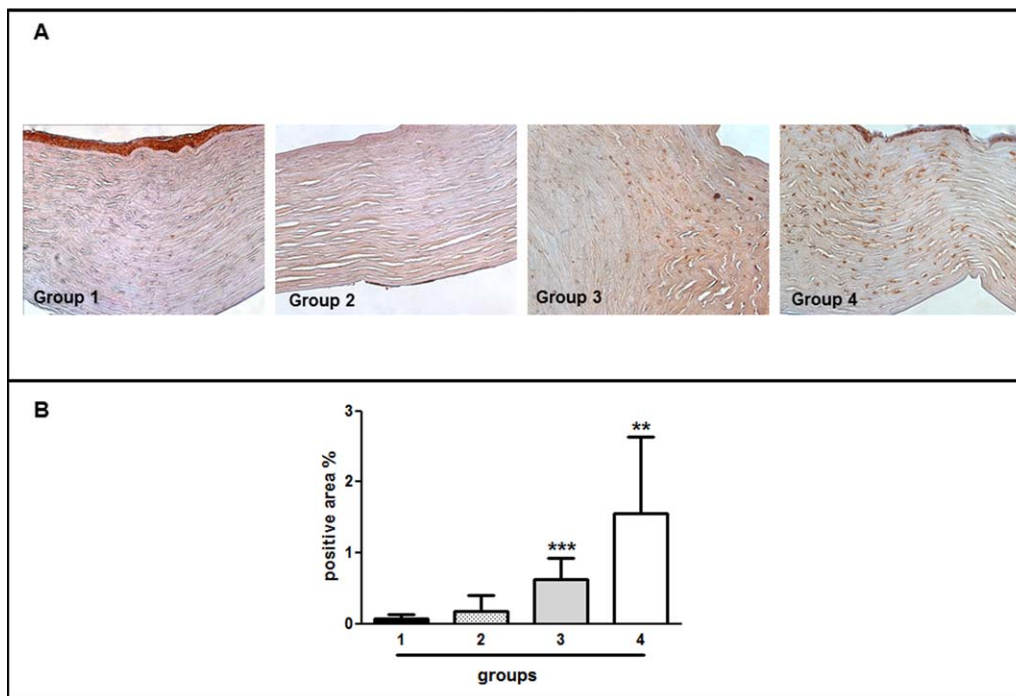 A
Group 1
Group 2
Group 3
Group 4
B
positive area %
3
2
1
0
***
**
1 2 3 4
groups